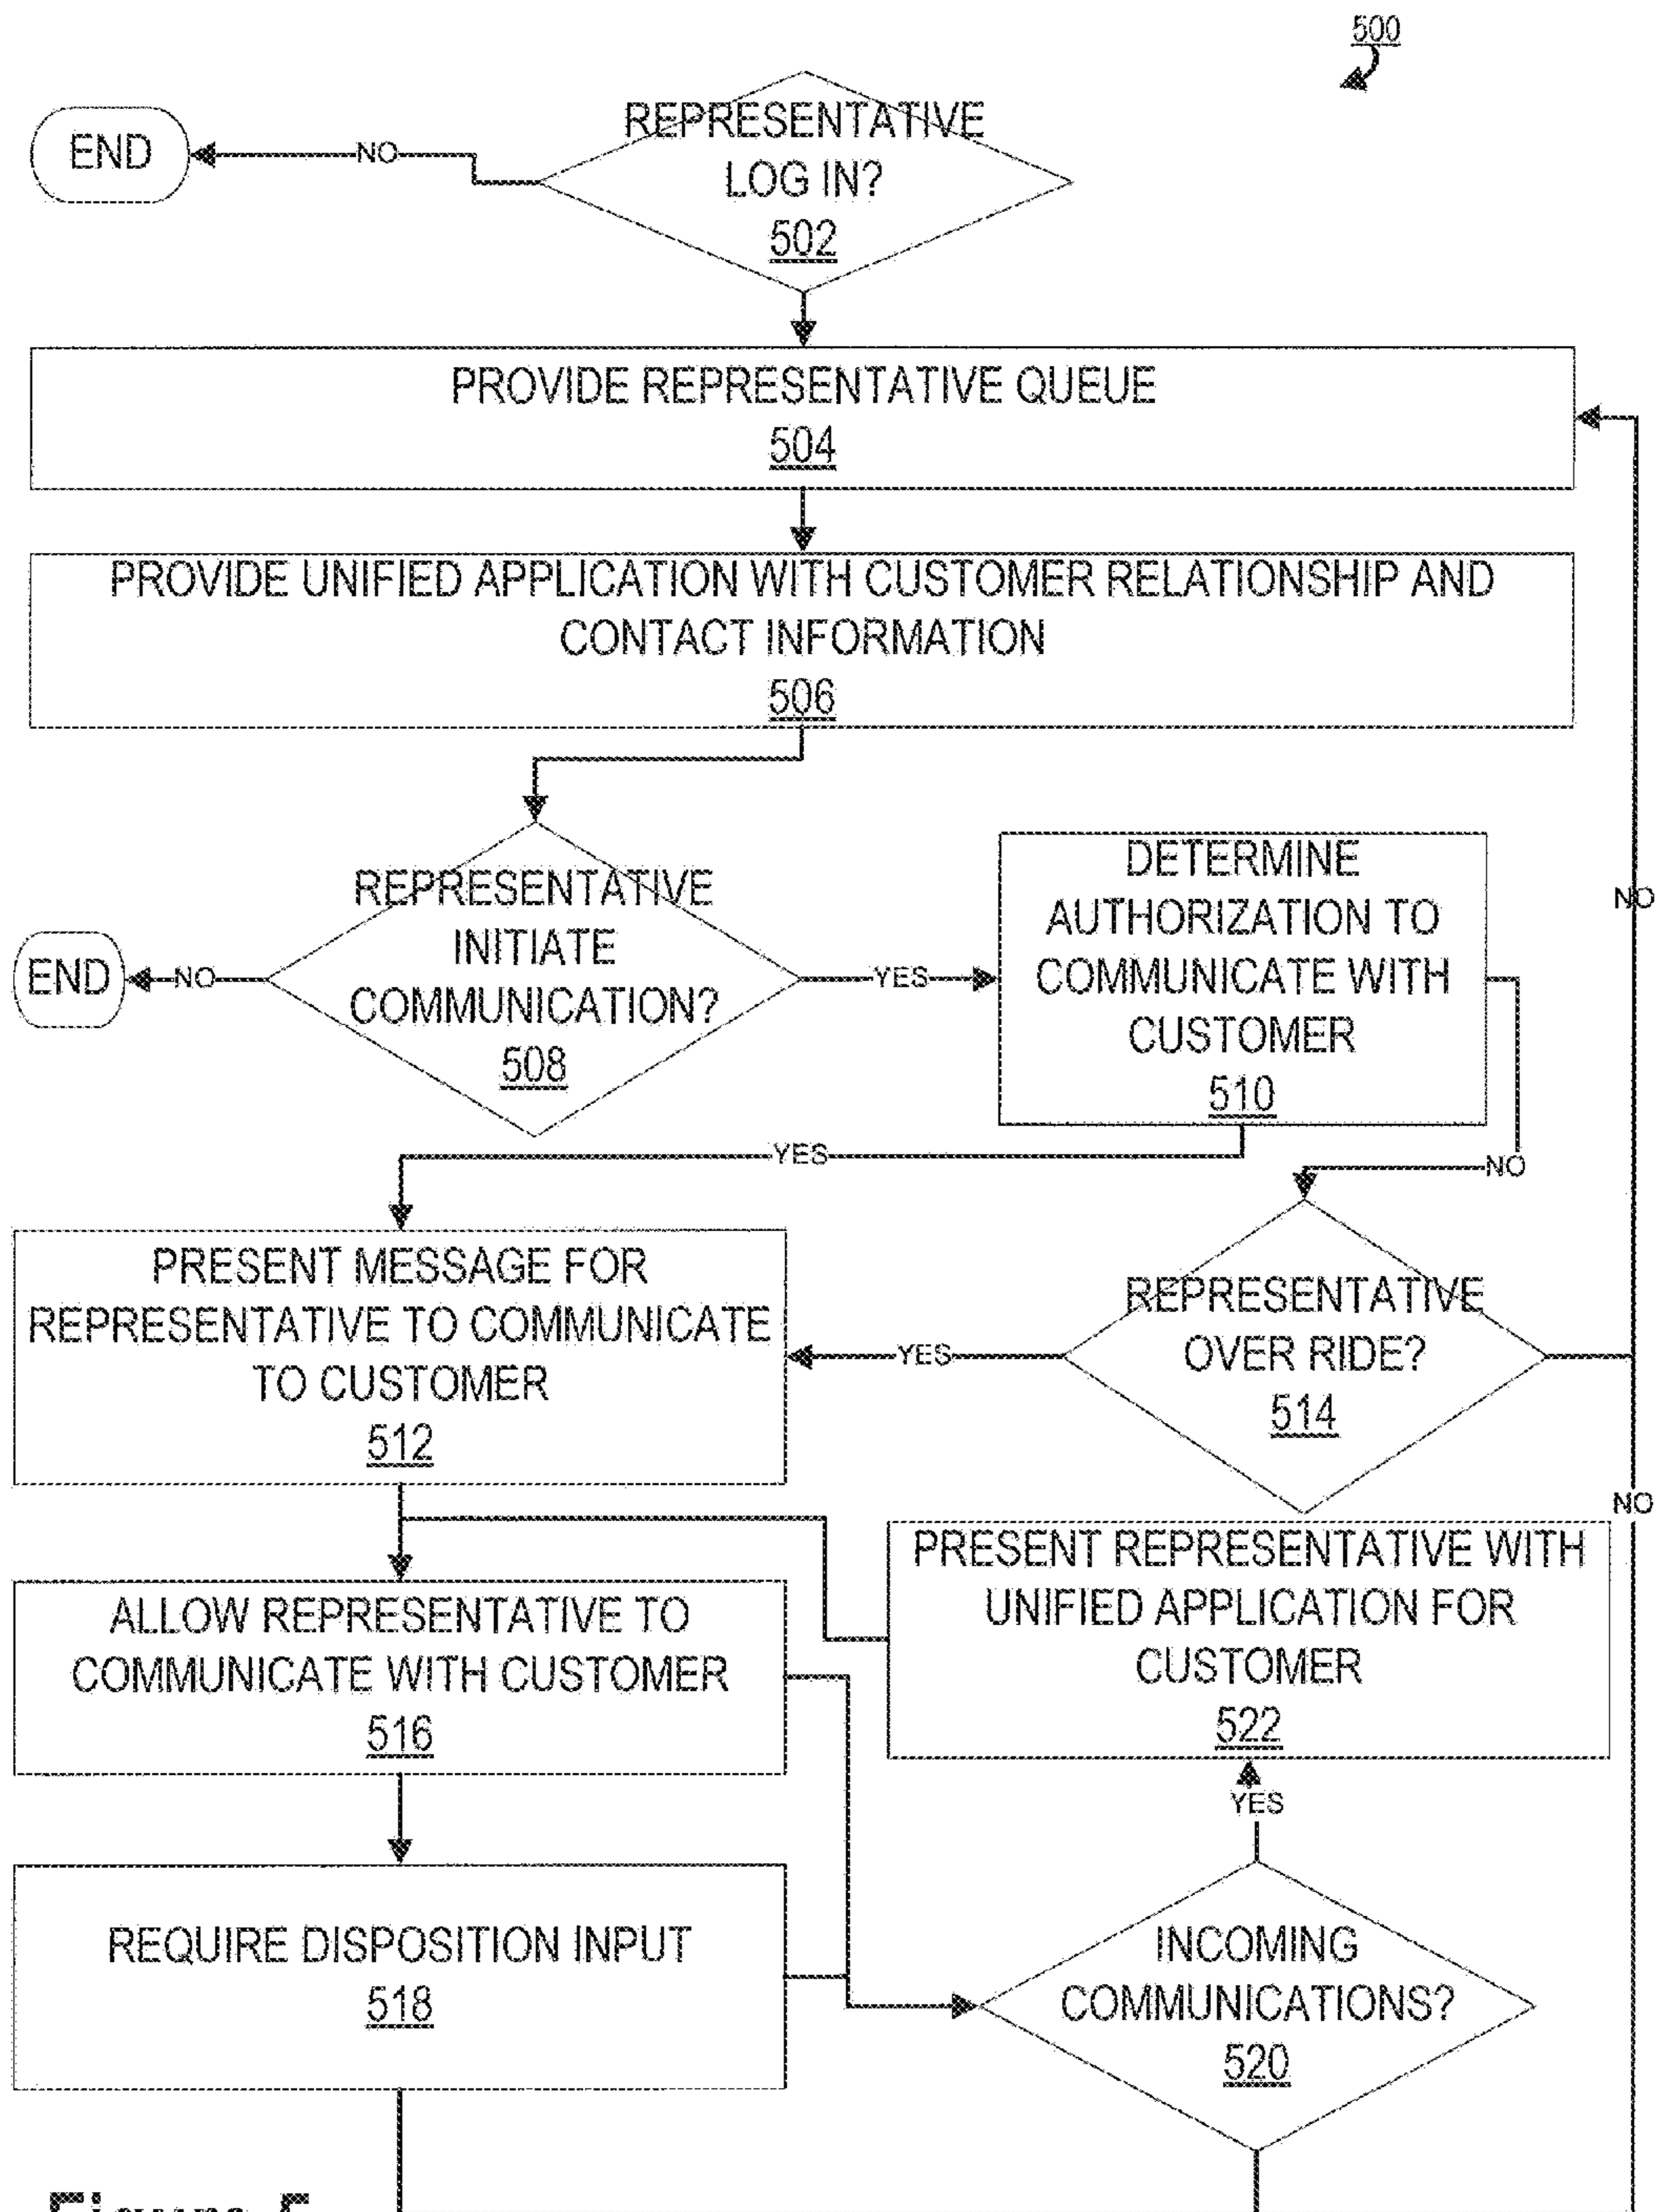 500
REPRESENTATIVE
LOG IN?
502
NO
END
PROVIDE REPRESENTATIVE QUEUE
504
PROVIDE UNIFIED APPLICATION WITH CUSTOMER RELATIONSHIP AND
CONTACT INFORMATION
506
REPRESENTATIVE
INITIATE
COMMUNICATION?
508
NO
END
YES
DETERMINE
AUTHORIZATION TO
COMMUNICATE WITH
CUSTOMER
510
NO
YES
NO
PRESENT MESSAGE FOR
REPRESENTATIVE TO COMMUNICATE
TO CUSTOMER
512
YES
REPRESENTATIVE
OVER RIDE?
514
NO
ALLOW REPRESENTATIVE TO
COMMUNICATE WITH CUSTOMER
516
PRESENT REPRESENTATIVE WITH
UNIFIED APPLICATION FOR
CUSTOMER
522
YES
REQUIRE DISPOSITION INPUT
518
INCOMING
COMMUNICATIONS?
520
Figure 5